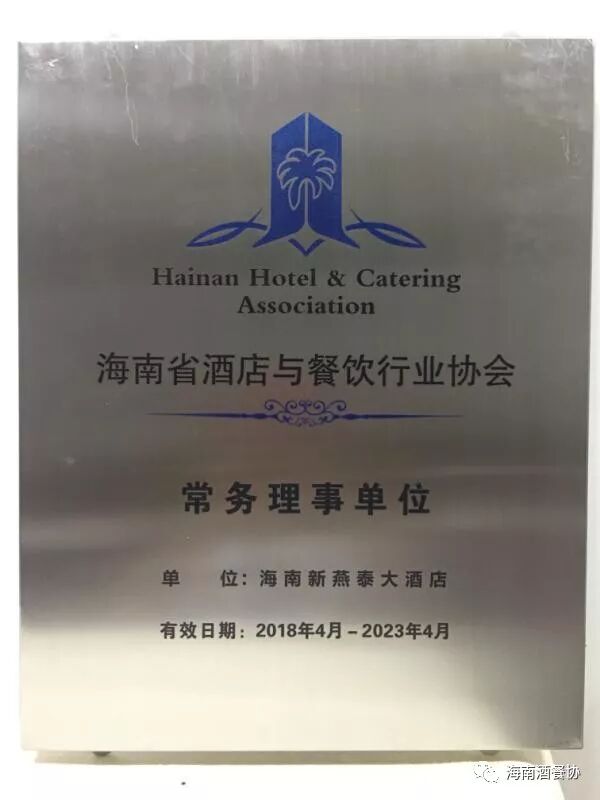 Hainan Hotel & Catering
Association
海南省酒店与餐饮行业协会
常务理事单位
单 位：海南新燕泰大酒店
有效日期：2018年4月－2023年4月
海南酒餐协